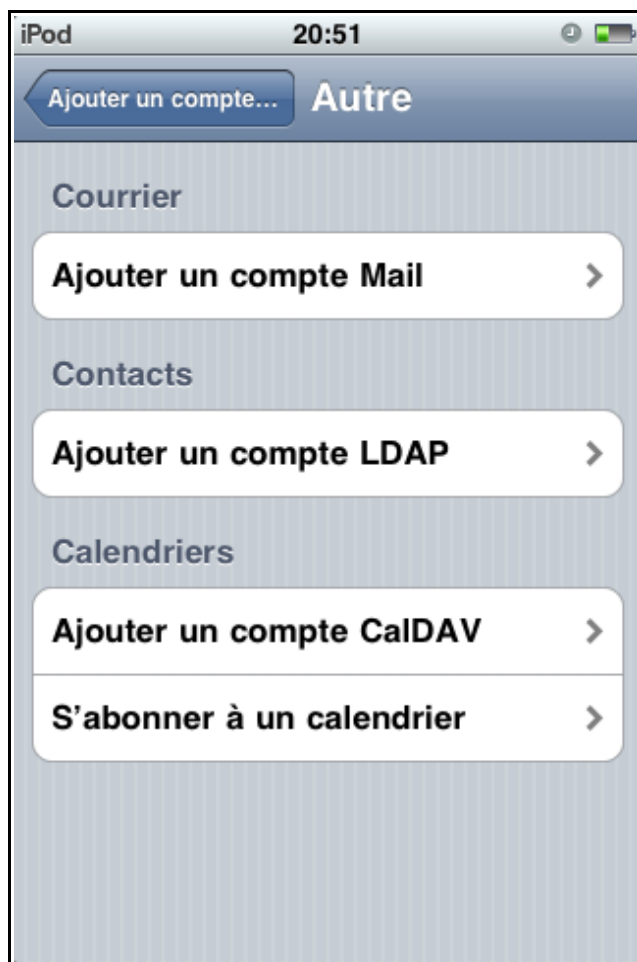 iPod 20:51
Ajouter un compte... Autre
Courrier
Ajouter un compte Mail
Contacts
Ajouter un compte LDAP
Calendriers
Ajouter un compte CalDAV
S’abonner à un calendrier